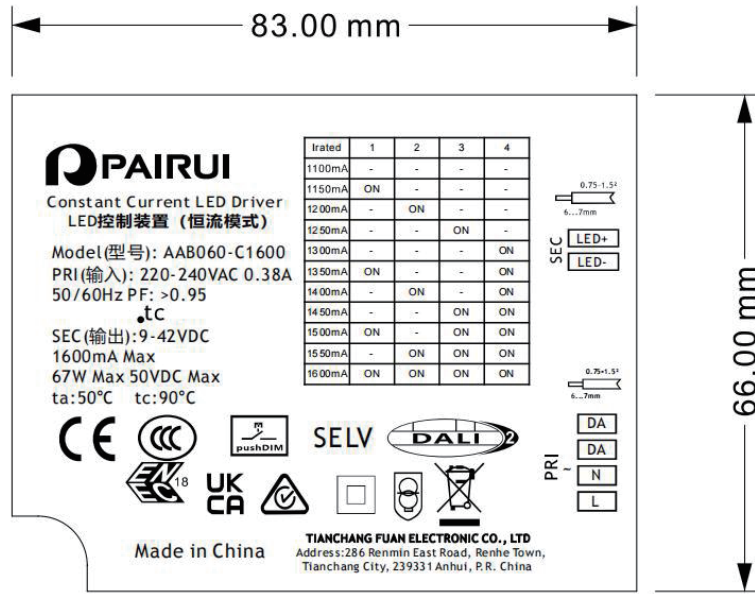 83.00 mm
PAIRUI
Constant Current LED Driver
LED控制装置（恒流模式）
Model(型号): AAB060-C1600
PRI(输入): 220-240VAC 0.38A
50/60Hz PF: >0.95
.tc
SEC(输出):9-42VDC
1600mA Max
67W Max 50VDC Max
ta:50°C tc:90°C
Irated 1 2 3 4
1100mA - - - -
1150mA ON - - -
1200mA - ON - -
1250mA - - ON -
1300mA - - - ON
1350mA ON - - ON
1400mA - ON - ON
1450mA - - ON ON
1500mA ON - ON ON
1550mA - ON ON ON
1600mA ON ON ON ON
0.75-1.5²
6...7mm
SEC
LED+
LED-
0.75-1.5²
6...7mm
PRI
~
DA
DA
N
L
66.00 mm
CE
CCC
pushDIM
SELV
DALI 2
ENEC 18
UK
CA
Made in China
TIANCHANG FUAN ELECTRONIC CO., LTD
Address:286 Renmin East Road, Renhe Town,
Tianchang City, 239331 Anhui, P.R. China